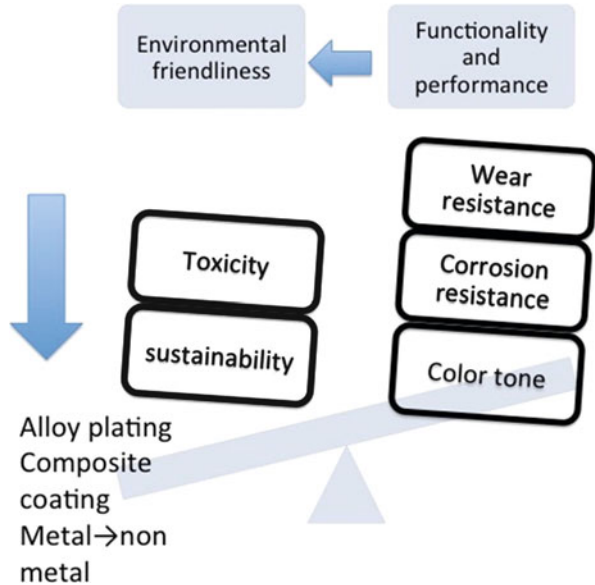 Environmental
friendliness
Functionality
and
performance
Wear
resistance
Toxicity
Corrosion
resistance
sustainability
Color tone
Alloy plating
Composite
coating
Metal→non
metal